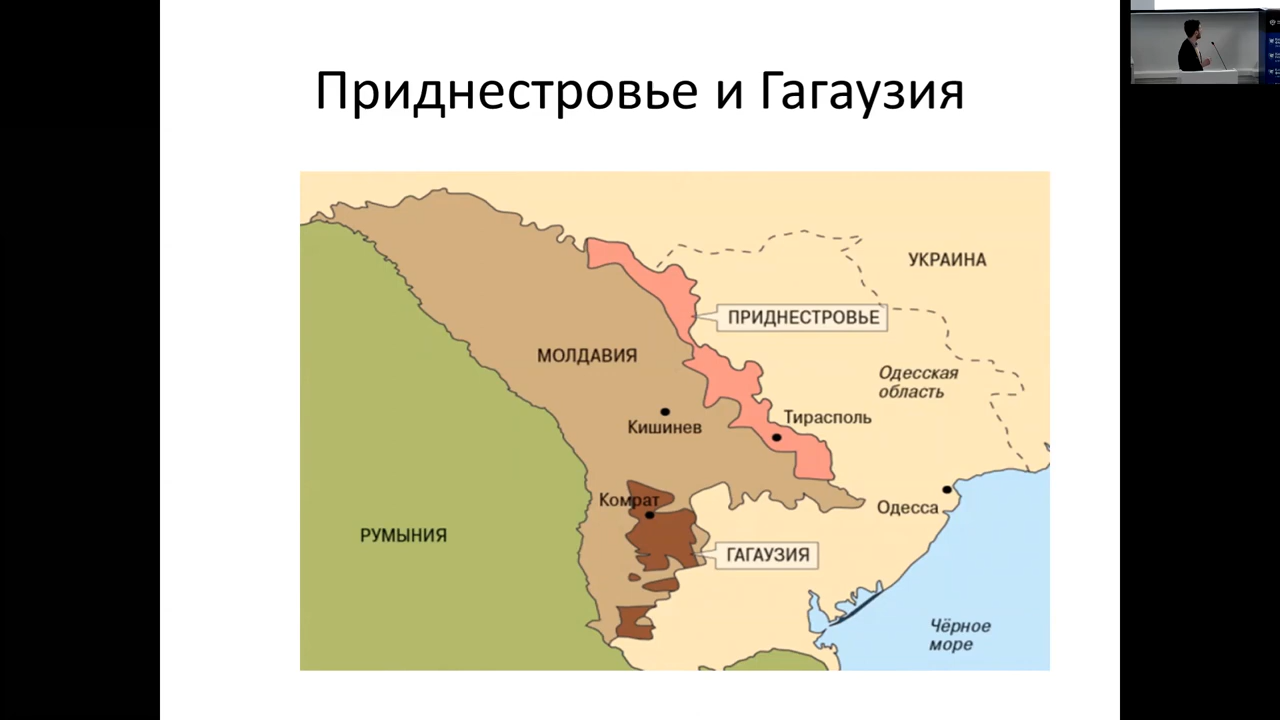 Приднестровье и Гагаузия
УКРАИНА
ПРИДНЕСТРОВЬЕ
МОЛДАВИЯ
Одесская
область
Кишинев
Тирасполь
Комрат
Одесса
РУМЫНИЯ
ГАГАУЗИЯ
Чёрное
море